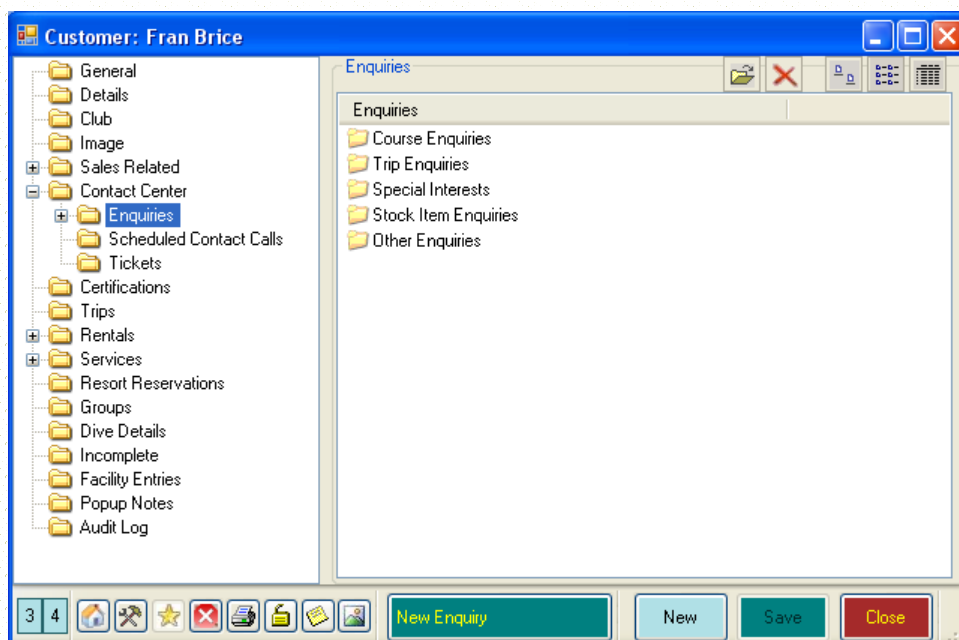 Customer: Fran Brice
General
Details
Club
Image
Sales Related
Contact Center
Enquiries
Scheduled Contact Calls
Tickets
Certifications
Trips
Rentals
Services
Resort Reservations
Groups
Dive Details
Incomplete
Facility Entries
Popup Notes
Audit Log
Enquiries
Enquiries
Course Enquiries
Trip Enquiries
Special Interests
Stock Item Enquiries
Other Enquiries
3 4 New Enquiry New Save Close